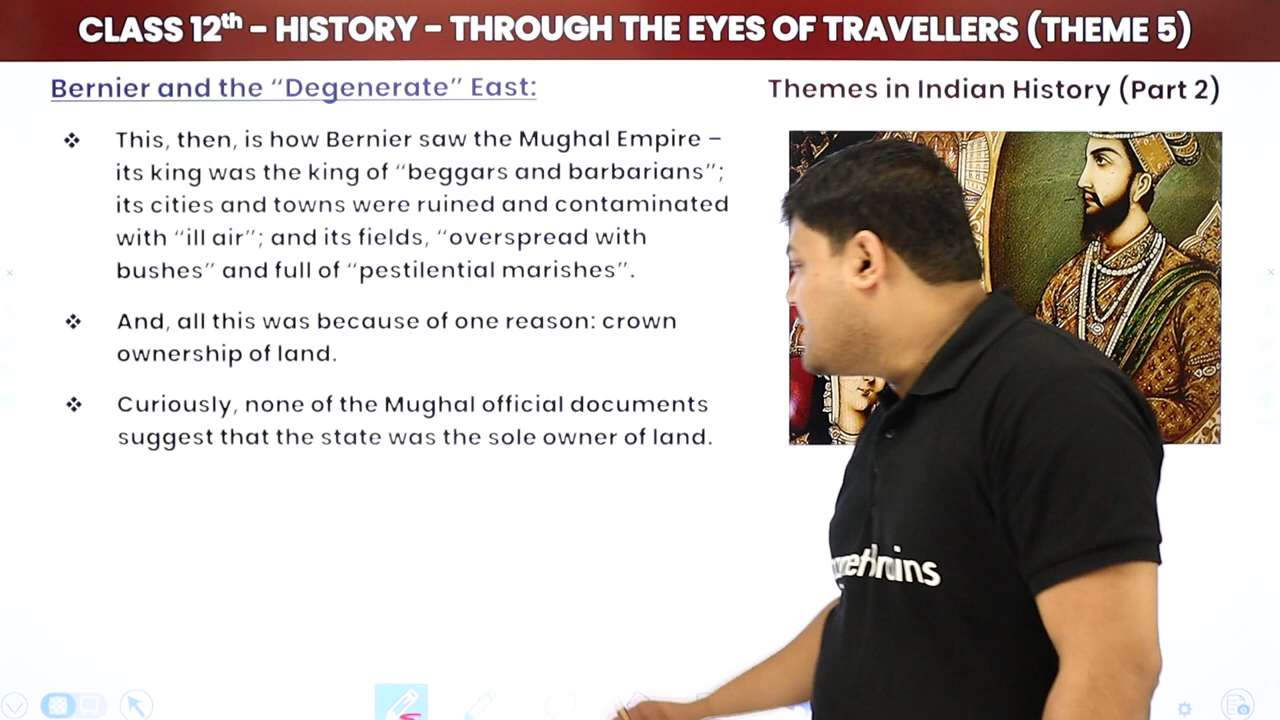 CLASS 12th - HISTORY - THROUGH THE EYES OF TRAVELLERS (THEME 5)
Bernier and the “Degenerate” East:
Themes in Indian History (Part 2)
❖ This, then, is how Bernier saw the Mughal Empire –
its king was the king of “beggars and barbarians”;
its cities and towns were ruined and contaminated
with “ill air”; and its fields, “overspread with
bushes” and full of “pestilential marishes”.
❖ And, all this was because of one reason: crown
ownership of land.
❖ Curiously, none of the Mughal official documents
suggest that the state was the sole owner of land.